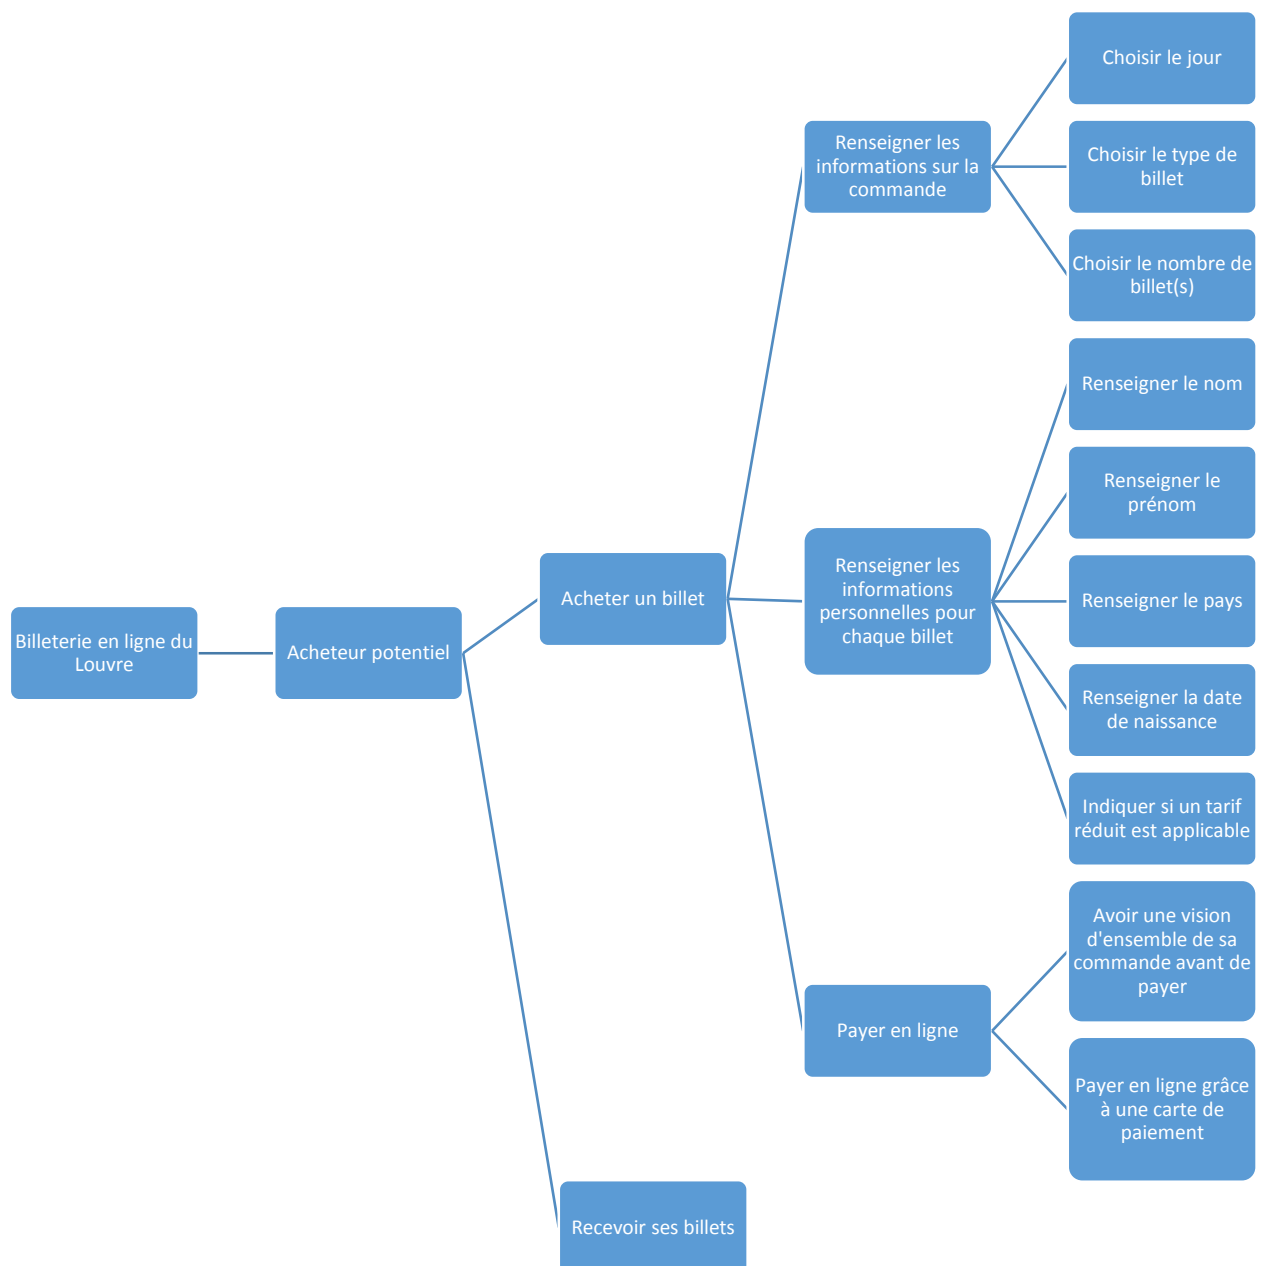 Billeterie en ligne du
Louvre
Acheteur potentiel
Acheter un billet
Renseigner les
informations sur la
commande
Choisir le jour
Choisir le type de
billet
Choisir le nombre de
billet(s)
Renseigner les
informations
personnelles pour
chaque billet
Renseigner le nom
Renseigner le
prénom
Renseigner le pays
Renseigner la date
de naissance
Indiquer si un tarif
réduit est applicable
Payer en ligne
Avoir une vision
d'ensemble de sa
commande avant de
payer
Payer en ligne grâce
à une carte de
paiement
Recevoir ses billets